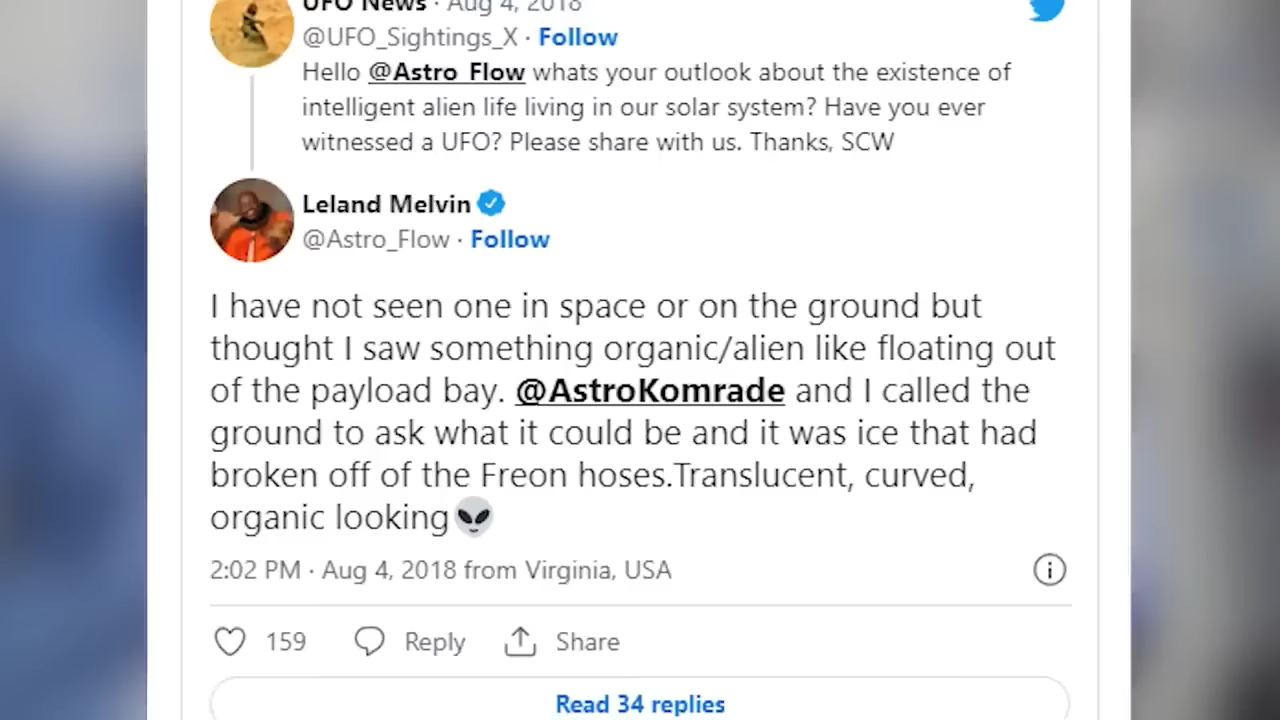 UFO News · Aug 4, 2018
@UFO_Sightings_X · Follow
Hello @Astro_Flow whats your outlook about the existence of
intelligent alien life living in our solar system? Have you ever
witnessed a UFO? Please share with us. Thanks, SCW
Leland Melvin
@Astro_Flow · Follow
I have not seen one in space or on the ground but
thought I saw something organic/alien like floating out
of the payload bay. @AstroKomrade and I called the
ground to ask what it could be and it was ice that had
broken off of the Freon hoses.Translucent, curved,
organic looking👽
2:02 PM · Aug 4, 2018 from Virginia, USA
159 Reply Share
Read 34 replies